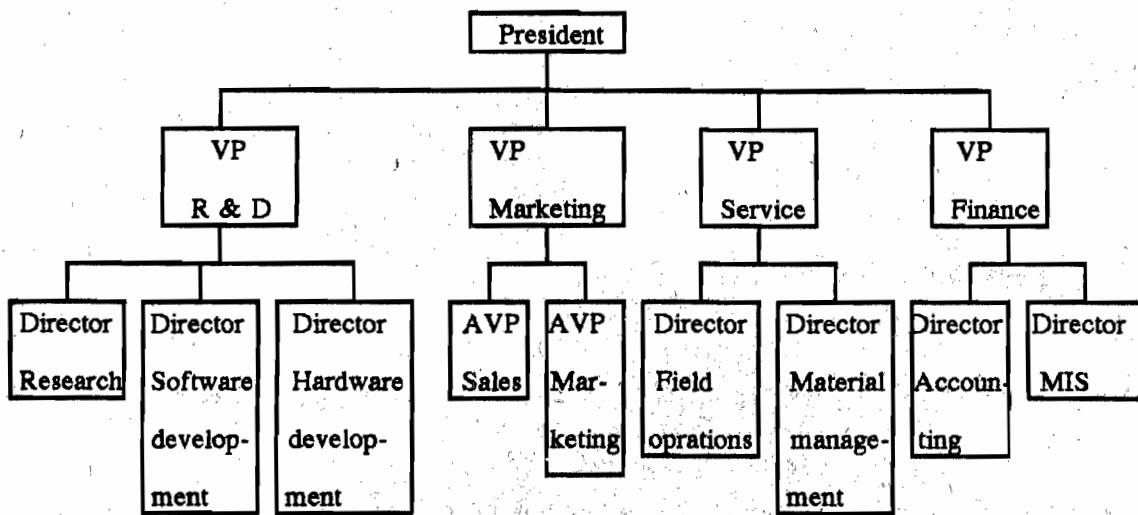 President
VP
R & D
VP
Marketing
VP
Service
VP
Finance
Director
Research
Director
Software
develop-
ment
Director
Hardware
develop-
ment
AVP
Sales
AVP
Mar-
keting
Director
Field
oprations
Director
Material
manage-
ment
Director
Accoun-
ting
Director
MIS